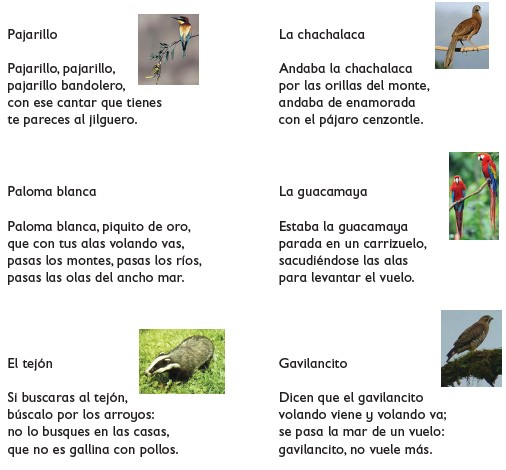 Pajarillo
Pajarillo, pajarillo,
pajarillo bandolero,
con ese cantar que tienes
te pareces al jilguero.
La chachalaca
Andaba la chachalaca
por las orillas del monte,
andaba de enamorada
con el pájaro cenzontle.
Paloma blanca
Paloma blanca, piquito de oro,
que con tus alas volando vas,
pasas los montes, pasas los ríos,
pasas las olas del ancho mar.
La guacamaya
Estaba la guacamaya
parada en un carrizuelo,
sacudiéndose las alas
para levantar el vuelo.
El tejón
Si buscaras al tejón,
búscalo por los arroyos:
no lo busques en las casas,
que no es gallina con pollos.
Gavilancito
Dicen que el gavilancito
volando viene y volando va;
se pasa la mar de un vuelo:
gavilancito, no vuele más.